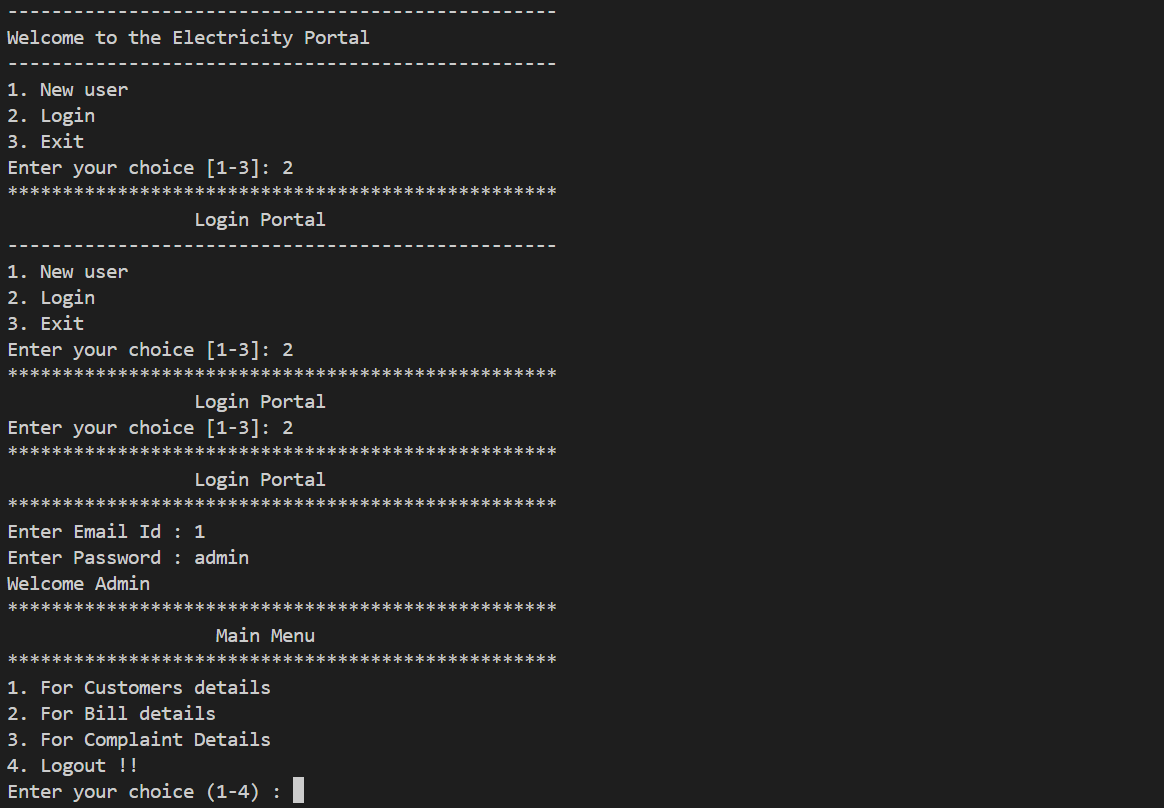 --------------------------------------------------
Welcome to the Electricity Portal
--------------------------------------------------
1. New user
2. Login
3. Exit
Enter your choice [1-3]: 2
**************************************************
Login Portal
--------------------------------------------------
1. New user
2. Login
3. Exit
Enter your choice [1-3]: 2
**************************************************
Login Portal
Enter your choice [1-3]: 2
**************************************************
Login Portal
**************************************************
Enter Email Id : 1
Enter Password : admin
Welcome Admin
**************************************************
Main Menu
**************************************************
1. For Customers details
2. For Bill details
3. For Complaint Details
4. Logout !!
Enter your choice (1-4) :